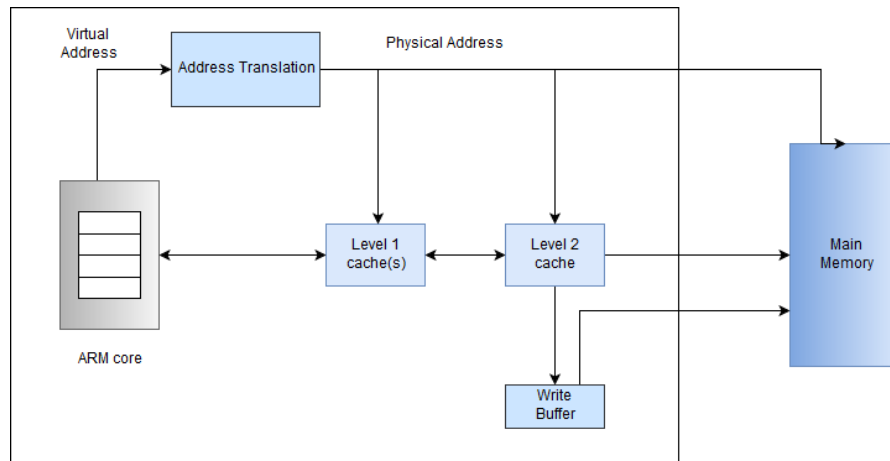 Virtual
Address
Address Translation
Physical Address
Level 1
cache(s)
Level 2
cache
Main
Memory
ARM core
Write
Buffer